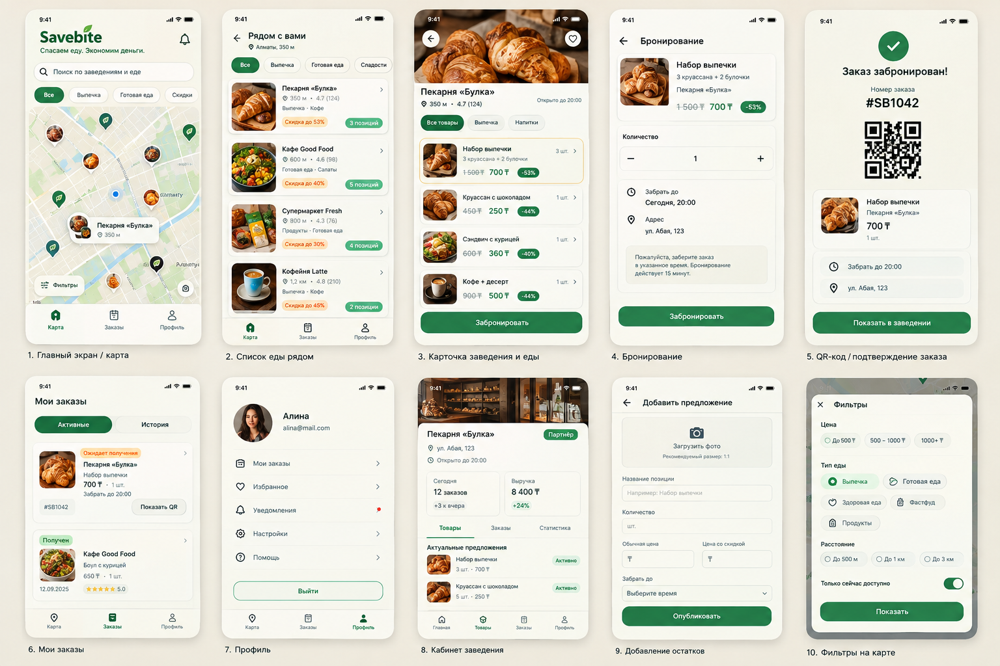 9:41
Savebite
Спасаем еду. Экономим деньги.
Поиск по заведениям и еде
Все
Выпечка
Готовая еда
Скидки
Пекарня «Булка»
350 м
Фильтры
Карта
Заказы
Профиль
1. Главный экран / карта
9:41
Рядом с вами
Алматы, 350 м
Все
Выпечка
Готовая еда
Сладости
Пекарня «Булка»
350 м • 4.7 (124)
Выпечка · Кофе
Скидка до 53%
3 позиций
Кафе Good Food
600 м • 4.6 (98)
Готовая еда · Салаты
Скидка до 40%
5 позиций
Супермаркет Fresh
800 м • 4.3 (76)
Продукты · Готовая еда
Скидка до 30%
4 позиций
Кофейня Latte
1,2 км • 4.8 (210)
Выпечка · Кофе
Скидка до 45%
2 позиции
Карта
Заказы
Профиль
2. Список еды рядом
9:41
Пекарня «Булка»
350 м • 4.7 (124)
Открыто до 20:00
Все товары
Выпечка
Напитки
Набор выпечки
3 шт.
3 круассана + 2 булочки
1 500 ₸ 700 ₸ -53%
Круассан с шоколадом
1 шт.
450 ₸ 250 ₸ -44%
Сэндвич с курицей
1 шт.
600 ₸ 360 ₸ -40%
Кофе + десерт
1 шт.
900 ₸ 500 ₸ -44%
Забронировать
3. Карточка заведения и еды
9:41
Бронирование
Набор выпечки
3 круассана + 2 булочки
Пекарня «Булка»
1 500 ₸ 700 ₸ -53%
Количество
− 1 +
Забрать до
Сегодня, 20:00
Адрес
ул. Абая, 123
Пожалуйста, заберите заказ
в указанное время. Бронирование
действует 15 минут.
Забронировать
4. Бронирование
9:41
Заказ забронирован!
Номер заказа
#SB1042
Набор выпечки
Пекарня «Булка»
700 ₸
1 шт.
Забрать до 20:00
ул. Абая, 123
Показать в заведении
5. QR-код / подтверждение заказа
9:41
Мои заказы
Активные
История
Ожидает получения
Пекарня «Булка»
Набор выпечки
700 ₸ · 1 шт.
Забрать до 20:00
#SB1042
Показать QR
Получен
Кафе Good Food
Боул с курицей
650 ₸ · 1 шт.
12.09.2025
5.0
Карта
Заказы
Профиль
6. Мои заказы
9:41
Алина
alina@mail.com
Мои заказы
Избранное
Уведомления
Настройки
Помощь
Выйти
Карта
Заказы
Профиль
7. Профиль
9:41
Пекарня «Булка»
Партнёр
ул. Абая, 123
Открыто до 20:00
Сегодня
12 заказов
+3 к вчера
Выручка
8 400 ₸
+24%
Товары
Заказы
Статистика
Актуальные предложения
Набор выпечки
3 шт. · 700 ₸
Активно
Круассан с шоколадом
5 шт. · 250 ₸
Активно
Главная
Товары
Заказы
Профиль
8. Кабинет заведения
9:41
Добавить предложение
Загрузить фото
Рекомендуемый размер: 1:1
Название позиции
Например: Набор выпечки
Количество
шт.
Обычная цена
₸
Цена со скидкой
₸
Забрать до
Выберите время
Опубликовать
9. Добавление остатков
9:41
Фильтры
Цена
До 500 ₸
500 – 1000 ₸
1000+ ₸
Тип еды
Выпечка
Готовая еда
Здоровая еда
Фастфуд
Продукты
Расстояние
До 500 м
До 1 км
До 3 км
Только сейчас доступно
Показать
10. Фильтры на карте